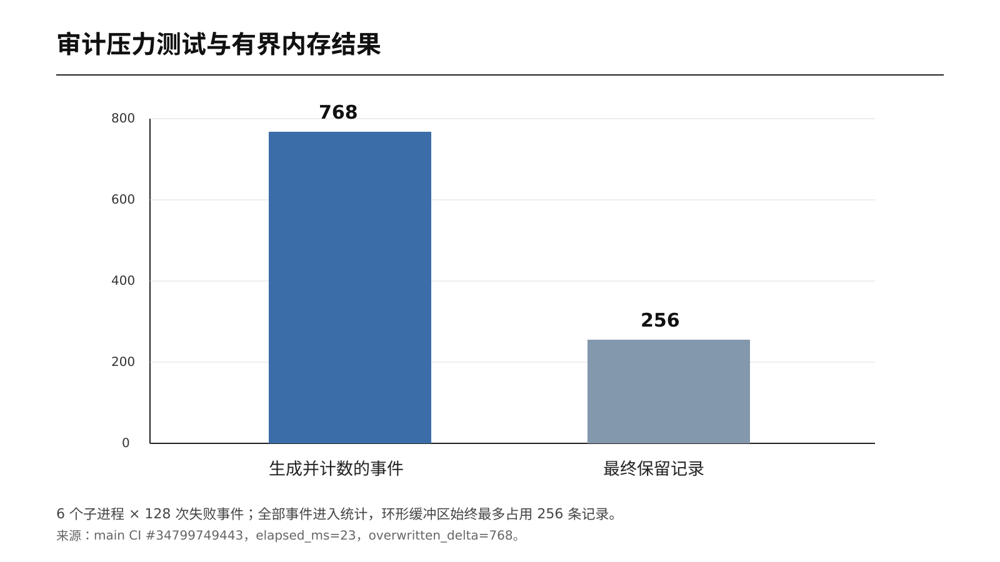 审计压力测试与有界内存结果
768
800
600
400
256
200
0
生成并计数的事件
最终保留记录
6 个子进程 × 128 次失败事件；全部事件进入统计，环形缓冲区始终最多占用 256 条记录。
来源：main CI #34799749443，elapsed_ms=23，overwritten_delta=768。